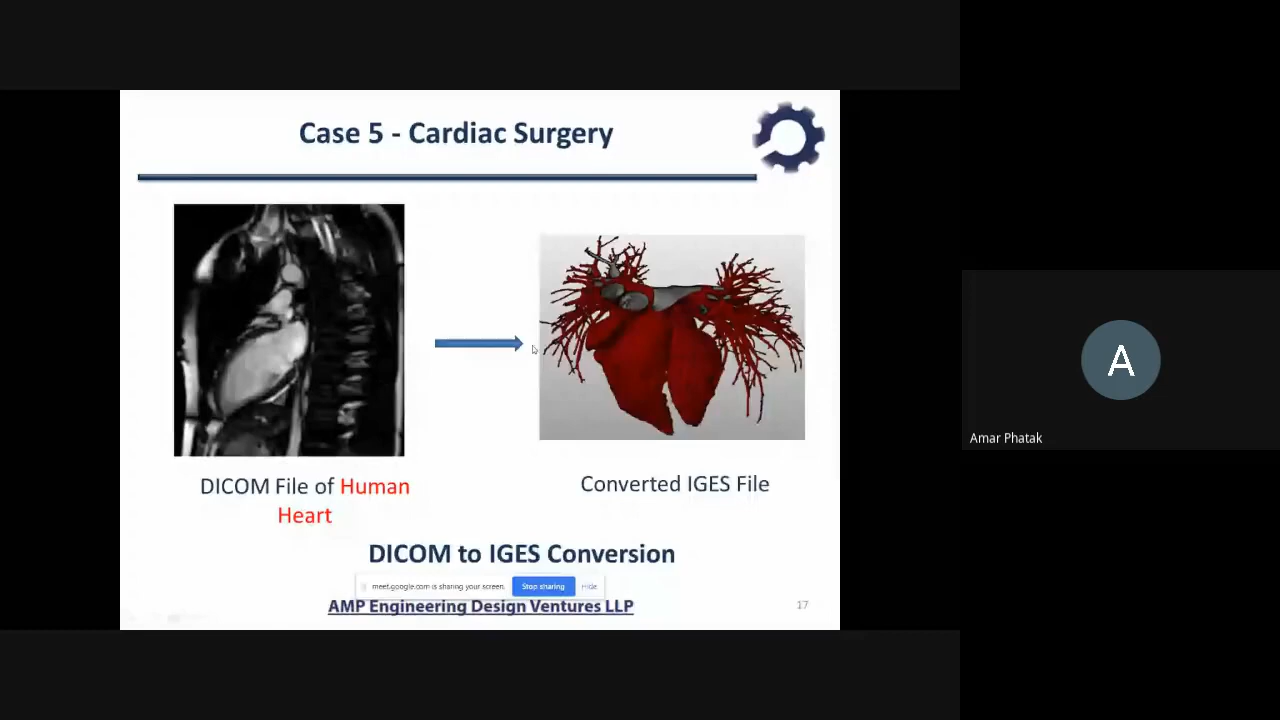 Case 5 - Cardiac Surgery
DICOM File of Human
Heart
Converted IGES File
DICOM to IGES Conversion
meet.google.com is sharing your screen.
Stop sharing
Hide
AMP Engineering Design Ventures LLP
17
A
Amar Phatak